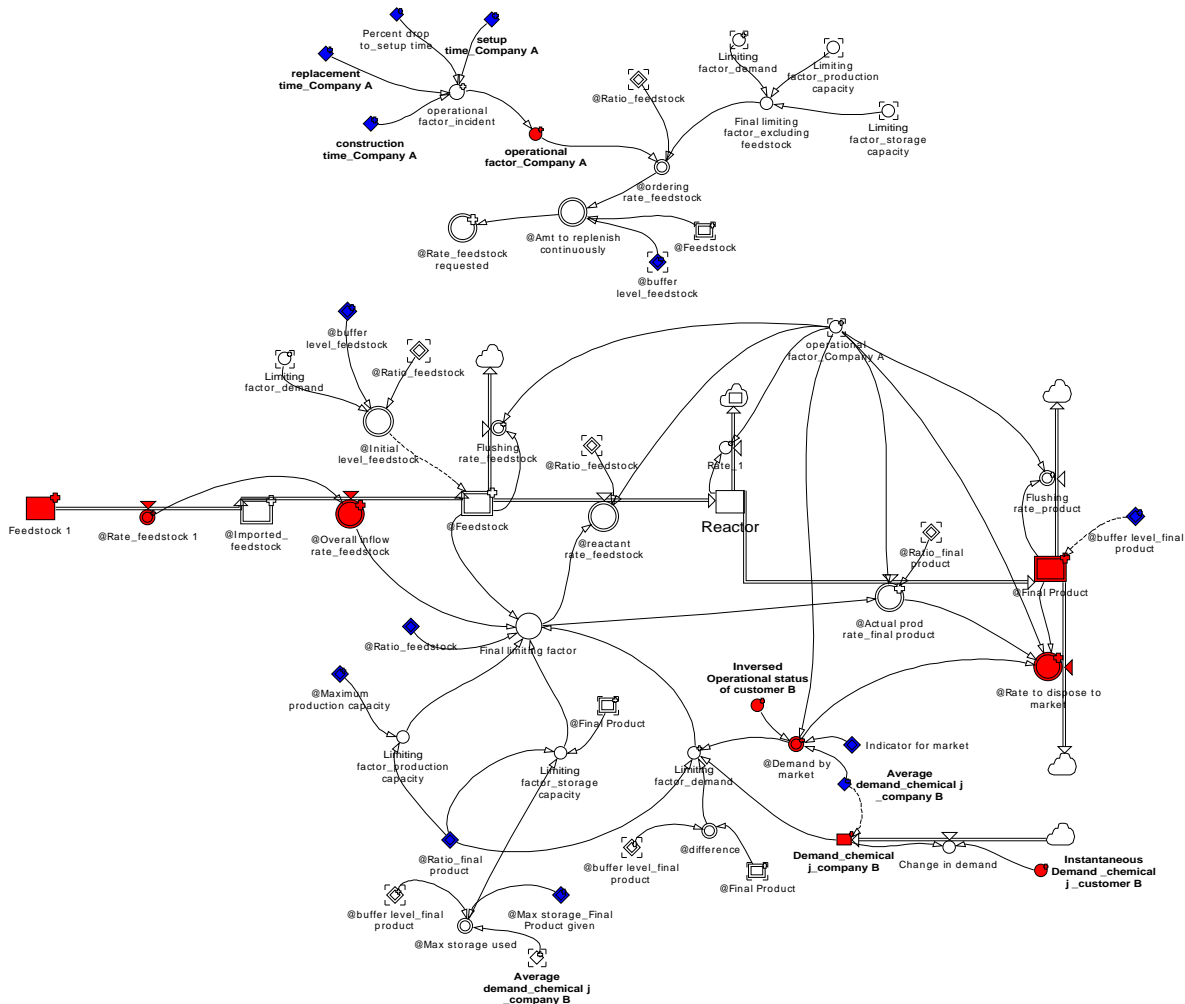 Percent drop
to_setup time
setup
time_Company A
replacement
time_Company A
operational
factor_incident
construction
time_Company A
operational
factor_Company A
@Ratio_feedstock
Limiting
factor_demand
Limiting
factor_production
capacity
Final limiting
factor_excluding
feedstock
Limiting
factor_storage
capacity
@ordering
rate_feedstock
@Rate_feedstock
requested
@Amt to replenish
continuously
@Feedstock
@buffer
level_feedstock
@buffer
level_feedstock
Limiting
factor_demand
@Ratio_feedstock
@Initial
level_feedstock
Flushing
rate_feedstock
@Ratio_feedstock
operational
factor_Company A
Rate_1
Flushing
rate_product
Feedstock 1
@Rate_feedstock 1
@Imported_
feedstock
@Overall inflow
rate_feedstock
@Feedstock
@reactant
rate_feedstock
Reactor
@Ratio_final
product
@buffer level_final
product
@Final Product
@Actual prod
rate_final product
@Ratio_feedstock
Final limiting factor
@Rate to dispose to
market
@Maximum
production capacity
@Final Product
Inversed
Operational status
of customer B
Limiting
factor_production
capacity
Limiting
factor_storage
capacity
Limiting
factor_demand
@Demand by
market
Indicator for market
Average
demand_chemical j
_company B
@Ratio_final
product
@buffer level_final
product
@difference
@Final Product
Demand_chemical
j_company B
Change in demand
Instantaneous
Demand _chemical
j _customer B
@buffer level_final
product
@Max storage_Final
Product given
@Max storage used
Average
demand_chemical j
_company B